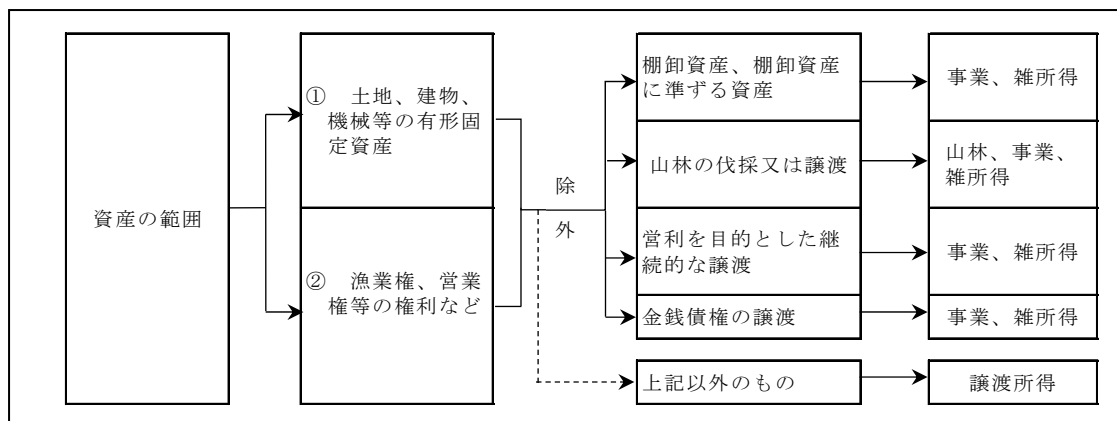 資産の範囲
① 土地、建物、
機械等の有形固
定資産
② 漁業権、営業
権等の権利など
除
外
棚卸資産、棚卸資産
に準ずる資産
事業、雑所得
山林の伐採又は譲渡
山林、事業、
雑所得
営利を目的とした継
続的な譲渡
事業、雑所得
金銭債権の譲渡
事業、雑所得
上記以外のもの
譲渡所得